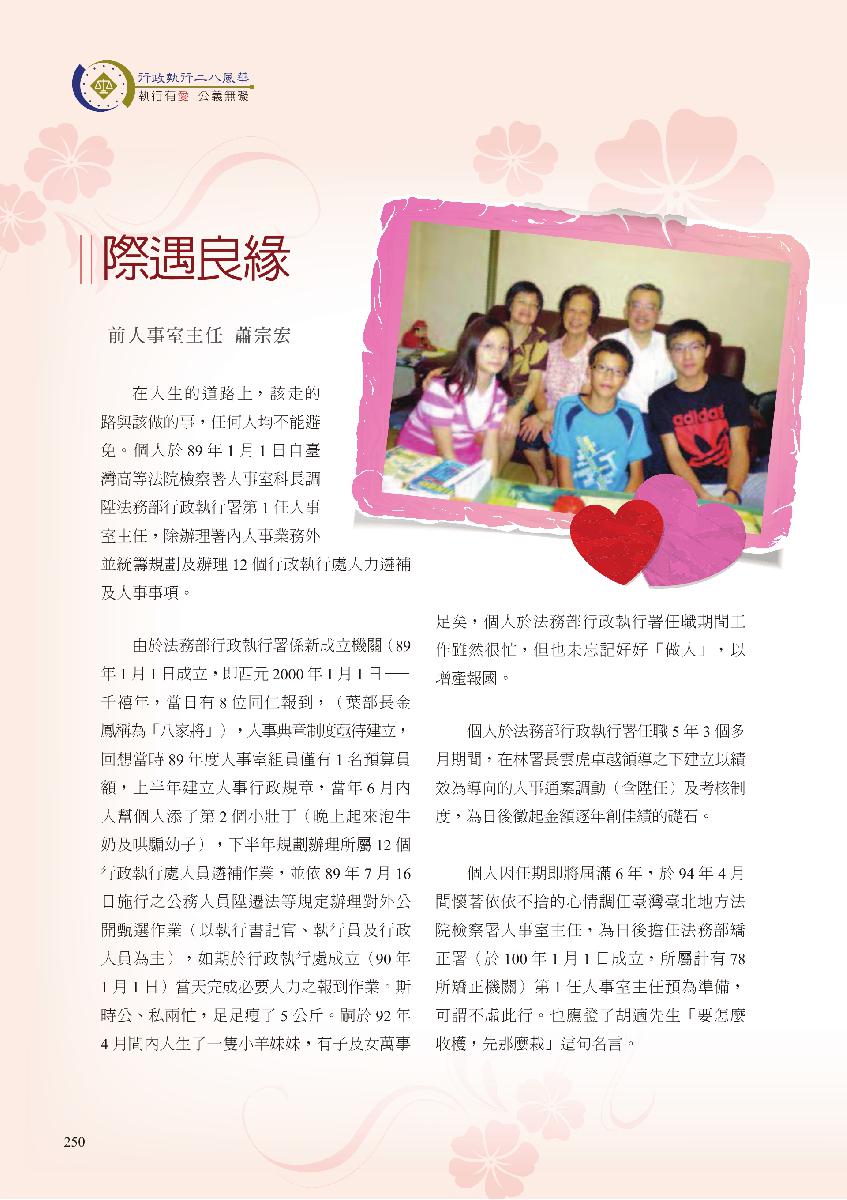 行政執行二八風華
執行有愛 公義無礙
際遇良緣
前人事室主任 蕭宗宏
在人生的道路上，該走的
路與該做的事，任何人均不能避
免。個人於 89 年 1 月 1 日自臺
灣高等法院檢察署人事室科長調
陞法務部行政執行署第 1 任人事
室主任，除辦理署內人事業務外
並統籌規劃及辦理 12 個行政執行處人力遴補
及人事事項。
由於法務部行政執行署係新成立機關（89
年 1 月 1 日成立，即西元 2000 年 1 月 1 日──
千禧年，當日有 8 位同仁報到，（葉部長金
鳳稱為「八家將」），人事典章制度亟待建立，
回想當時 89 年度人事室組員僅有 1 名預算員
額，上半年建立人事行政規章，當年 6 月內
人幫個人添了第 2 個小壯丁（晚上起來泡牛
奶及哄騙幼子），下半年規劃辦理所屬 12 個
行政執行處人員遴補作業，並依 89 年 7 月 16
日施行之公務人員陞遷法等規定辦理對外公
開甄選作業（以執行書記官、執行員及行政
人員為主），如期於行政執行處成立（90 年
1 月 1 日）當天完成必要人力之報到作業。斯
時公、私兩忙，足足瘦了 5 公斤。嗣於 92 年
4 月間內人生了一隻小羊妹妹，有子及女萬事
adidas
足矣，個人於法務部行政執行署任職期間工
作雖然很忙，但也未忘記好好「做人」，以
增產報國。
個人於法務部行政執行署任職 5 年 3 個多
月期間，在林署長雲虎卓越領導之下建立以績
效為導向的人事通案調動（含陞任）及考核制
度，為日後徵起金額逐年創佳績的礎石。
個人因任期即將屆滿 6 年，於 94 年 4 月
間懷著依依不捨的心情調任臺灣臺北地方法
院檢察署人事室主任，為日後擔任法務部矯
正署（於 100 年 1 月 1 日成立，所屬計有 78
所矯正機關）第 1 任人事室主任預為準備，
可謂不虛此行。也應證了胡適先生「要怎麼
收穫，先那麼栽」這句名言。
250